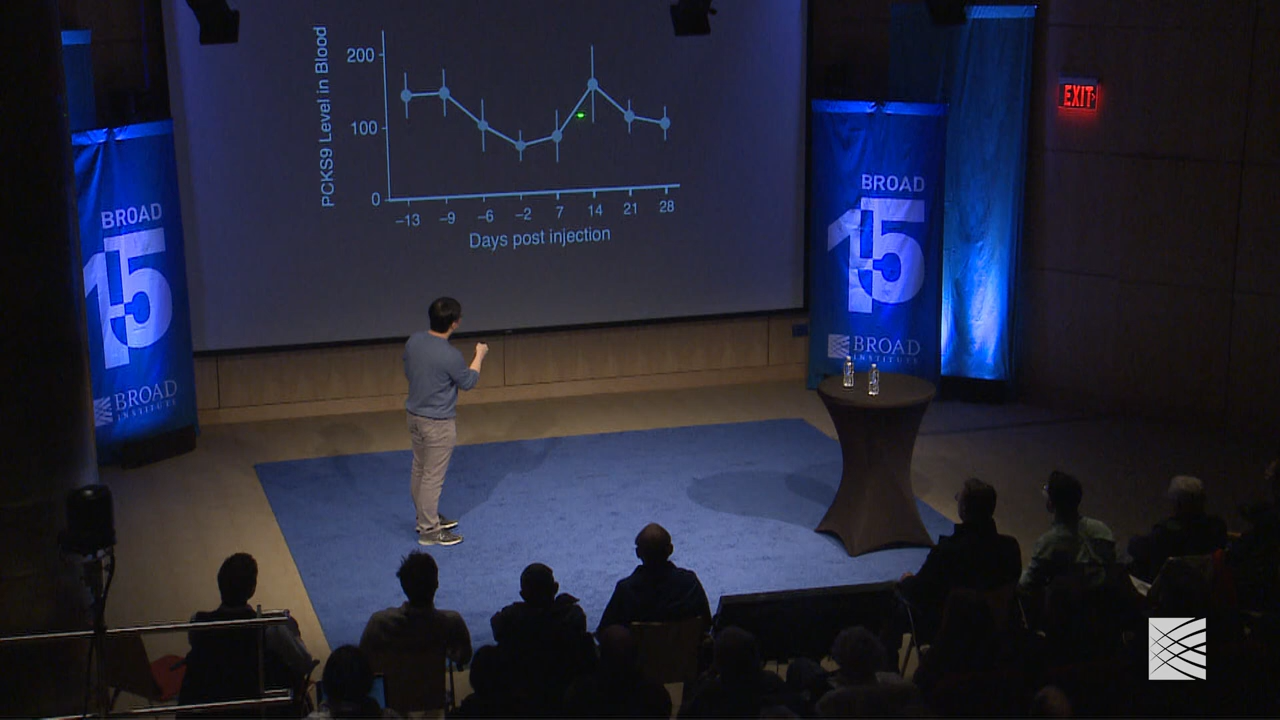 PCKS9 Level in Blood
200
100
0
–13 –9 –6 –2 7 14 21 28
Days post injection
EXIT
BROAD
15
BROAD
INSTITUTE
BROAD
15
BROAD
INSTITUTE